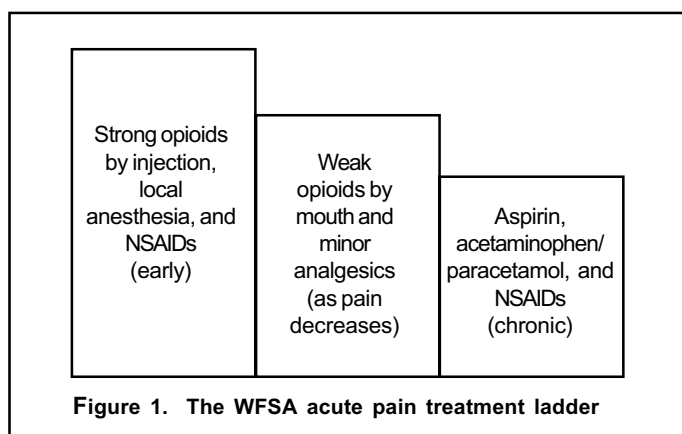 Strong opioids
by injection,
local
anesthesia, and
NSAIDs
(early)
Weak
opioids by
mouth and
minor
analgesics
(as pain
decreases)
Aspirin,
acetaminophen/
paracetamol, and
NSAIDs
(chronic)
Figure 1. The WFSA acute pain treatment ladder